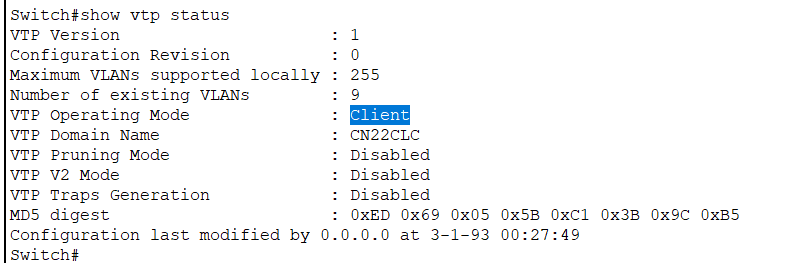 Switch#show vtp status
VTP Version                     : 1
Configuration Revision          : 0
Maximum VLANs supported locally : 255
Number of existing VLANs        : 9
VTP Operating Mode              : Client
VTP Domain Name                 : CN22CLC
VTP Pruning Mode                : Disabled
VTP V2 Mode                     : Disabled
VTP Traps Generation            : Disabled
MD5 digest                      : 0xED 0x69 0x05 0x5B 0xC1 0x3B 0x9C 0xB5
Configuration last modified by 0.0.0.0 at 3-1-93 00:27:49
Switch#